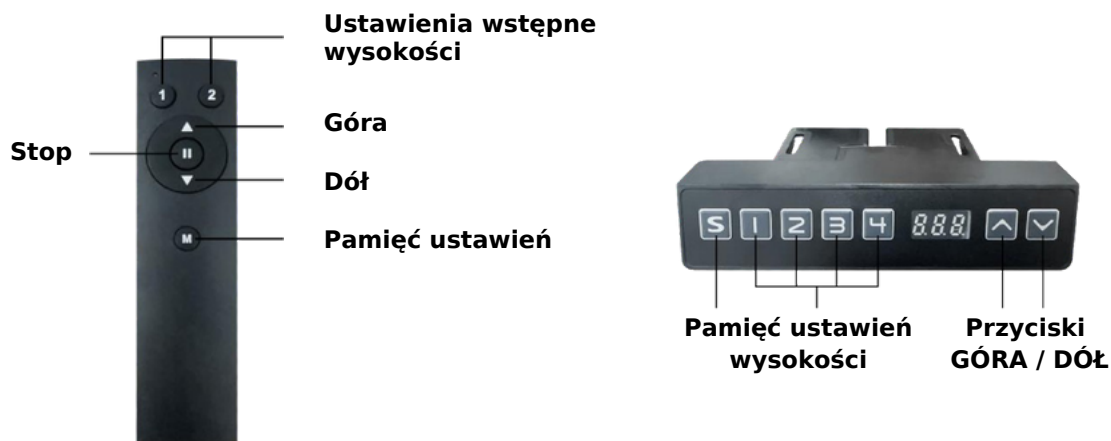 Ustawienia wstępne
wysokości
1 2
Góra
Stop
Dół
M
Pamięć ustawień
S 1 2 3 4 8.8.8.
Pamięć ustawień
wysokości
Przyciski
GÓRA / DÓŁ